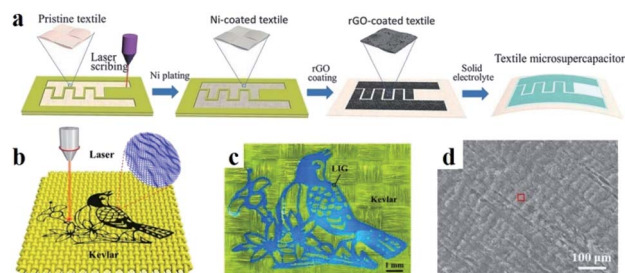 a
Pristine textile
Ni-coated textile
rGO-coated textile
Laser
scribing
Ni plating
rGO
coating
Solid
electrolyte
Textile microsupercapacitor
b
Laser
Kevlar
c
LIG
Kevlar
1 mm
d
100 μm